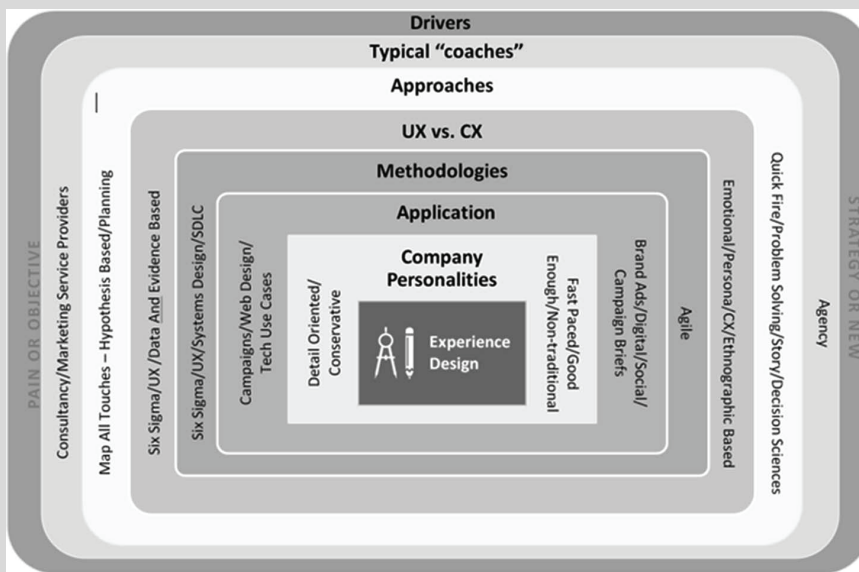 Drivers
Typical “coaches”
Approaches
UX vs. CX
Methodologies
Application
Company
Personalities
Experience
Design
PAIN OR OBJECTIVE
Consultancy/Marketing Service Providers
Map All Touches – Hypothesis Based/Planning
Six Sigma/UX /Data And Evidence Based
Six Sigma/UX/Systems Design/SDLC
Campaigns/Web Design/
Tech Use Cases
Detail Oriented/
Conservative
Fast Paced/Good
Enough/Non-traditional
Brand Ads/Digital/Social/
Campaign Briefs
Agile
Emotional/Persona/CX/Ethnographic Based
Quick Fire/Problem Solving/Story/Decision Sciences
Agency
STRATEGY OR NEW